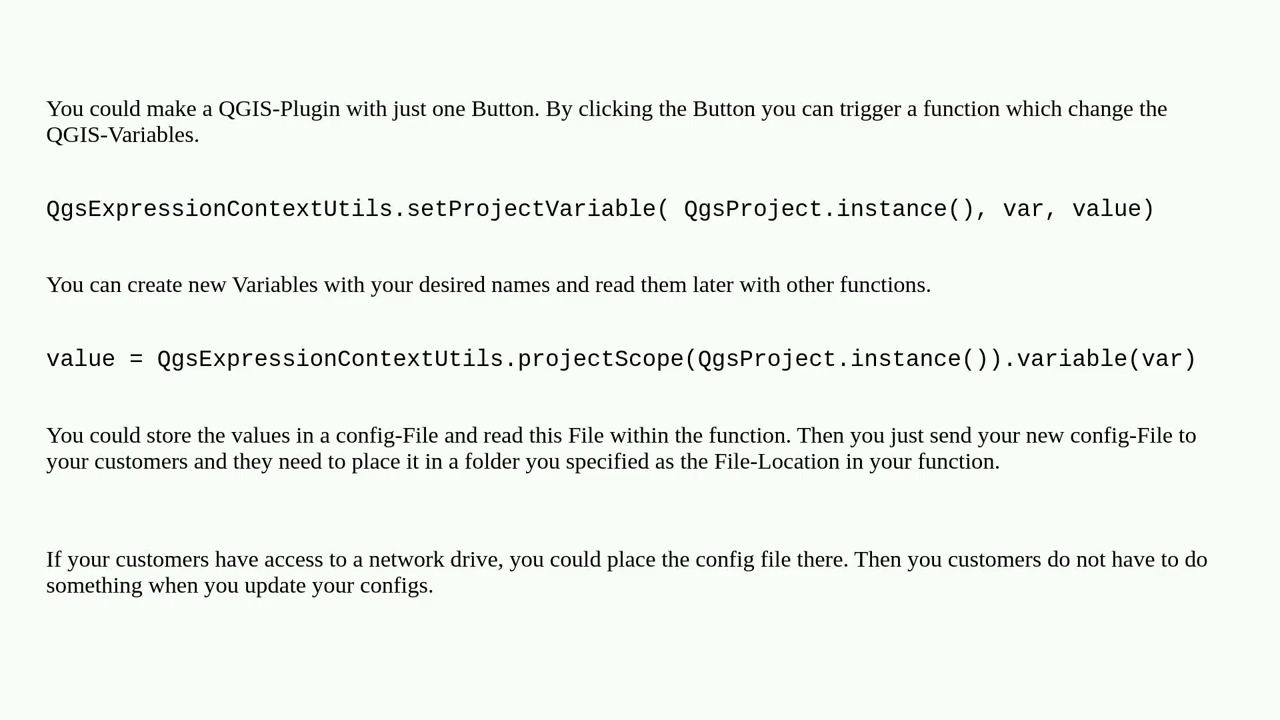 You could make a QGIS-Plugin with just one Button. By clicking the Button you can trigger a function which change the
QGIS-Variables.
QgsExpressionContextUtils.setProjectVariable( QgsProject.instance(), var, value)
You can create new Variables with your desired names and read them later with other functions.
value = QgsExpressionContextUtils.projectScope(QgsProject.instance()).variable(var)
You could store the values in a config-File and read this File within the function. Then you just send your new config-File to
your customers and they need to place it in a folder you specified as the File-Location in your function.
If your customers have access to a network drive, you could place the config file there. Then you customers do not have to do
something when you update your configs.